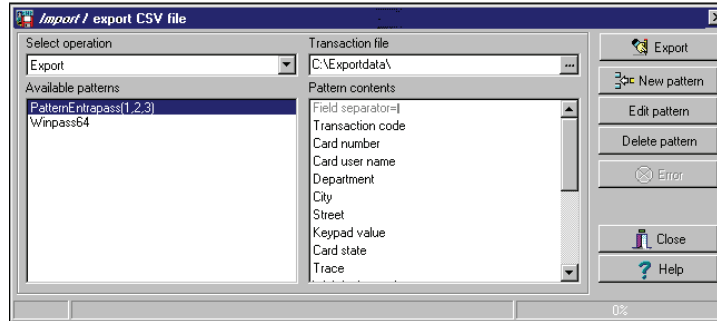 Import / export CSV file
Select operation
Transaction file
Export
C:\Exportdata\
...
Available patterns
Pattern contents
PatternEntrapass(1,2,3)
Winpass64
Field separator=|
Transaction code
Card number
Card user name
Department
City
Street
Keypad value
Card state
Trace
Export
New pattern
Edit pattern
Delete pattern
Error
Close
Help
0%